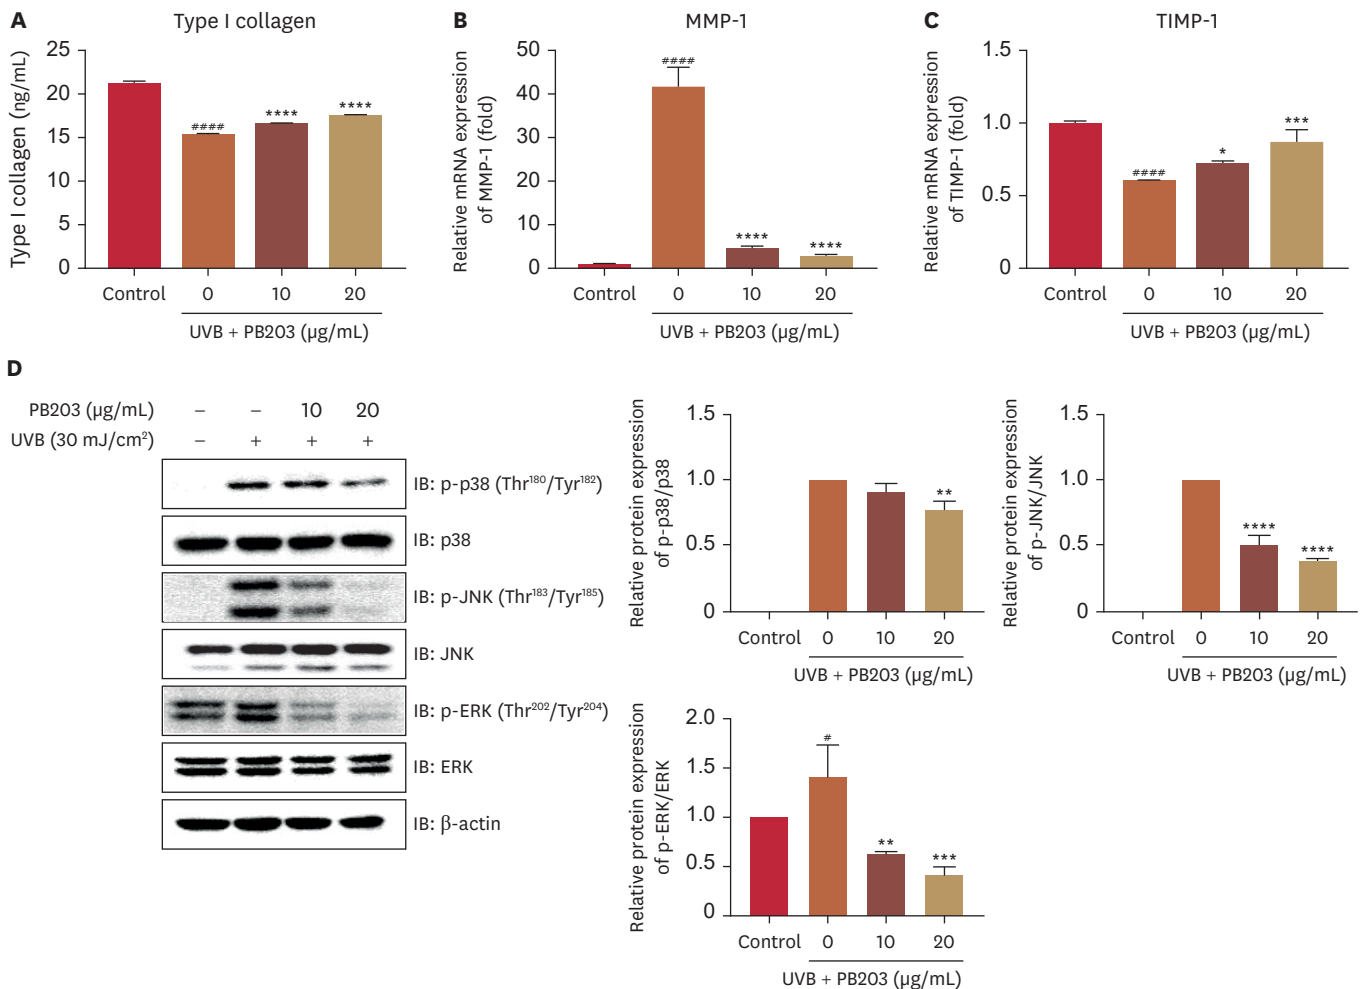 A
Type I collagen
Type I collagen (ng/mL)
25
20
15
10
5
0
####
****
****
Control
0
10
20
UVB + PB203 (μg/mL)
B
MMP-1
Relative mRNA expression
of MMP-1 (fold)
50
40
30
20
10
0
####
****
****
Control
0
10
20
UVB + PB203 (μg/mL)
C
TIMP-1
Relative mRNA expression
of TIMP-1 (fold)
1.5
1.0
0.5
0
####
*
***
Control
0
10
20
UVB + PB203 (μg/mL)
D
PB203 (μg/mL) – – 10 20
UVB (30 mJ/cm²) – + + +
IB: p-p38 (Thr¹⁸⁰/Tyr¹⁸²)
IB: p38
IB: p-JNK (Thr¹⁸³/Tyr¹⁸⁵)
IB: JNK
IB: p-ERK (Thr²⁰²/Tyr²⁰⁴)
IB: ERK
IB: β-actin
Relative protein expression
of p-p38/p38
1.5
1.0
0.5
0
**
Control
0
10
20
UVB + PB203 (μg/mL)
Relative protein expression
of p-JNK/JNK
1.5
1.0
0.5
0
****
****
Control
0
10
20
UVB + PB203 (μg/mL)
Relative protein expression
of p-ERK/ERK
2.0
1.5
1.0
0.5
0
#
**
***
Control
0
10
20
UVB + PB203 (μg/mL)